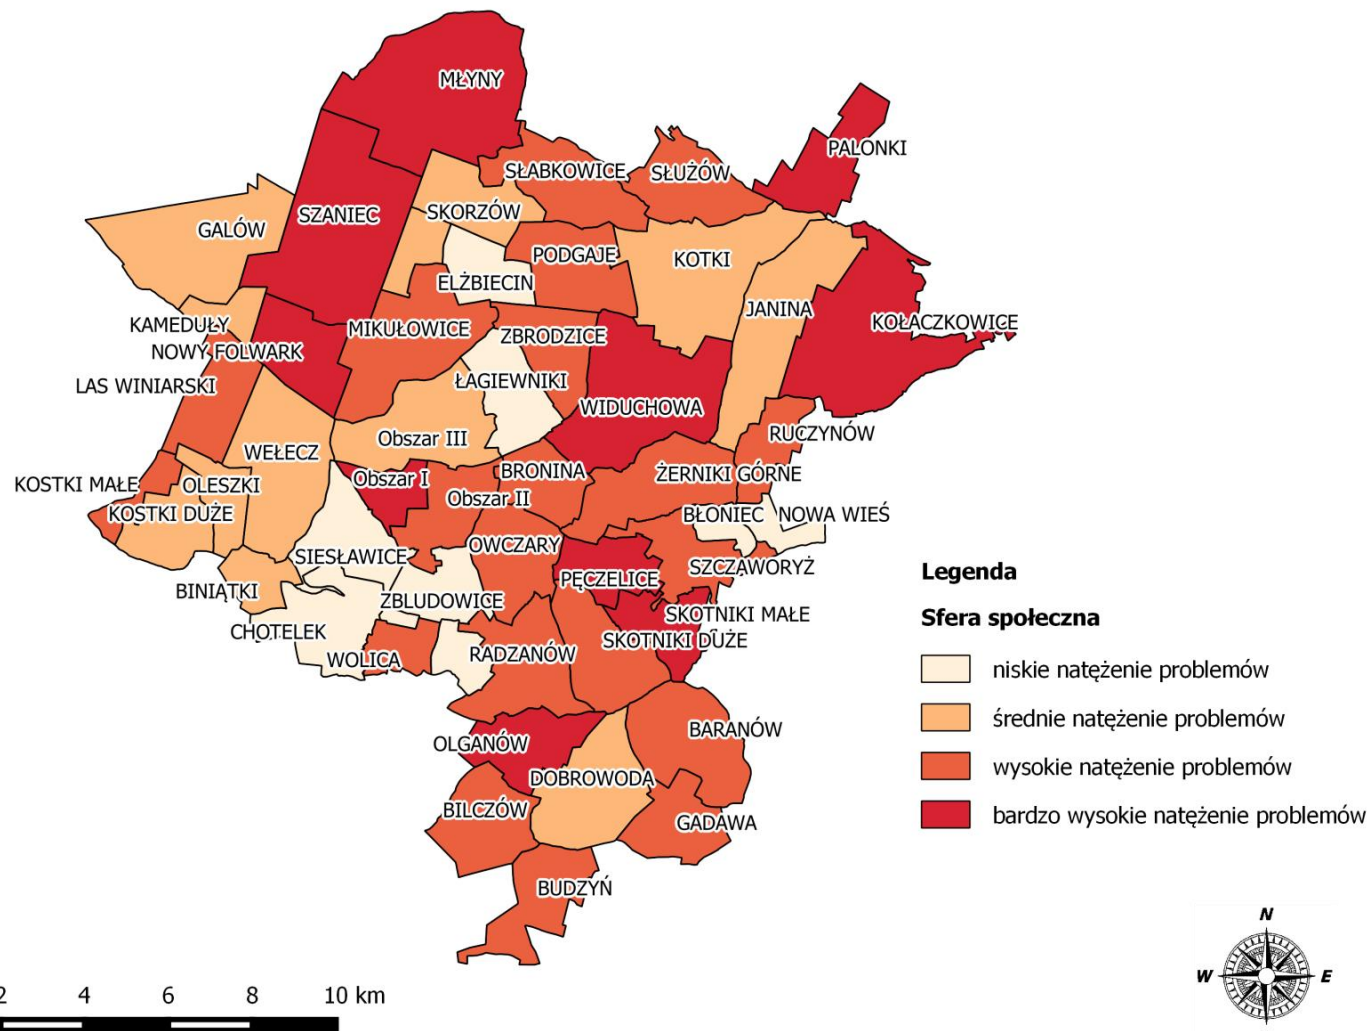 MŁYNY
PALONKI
SŁABKOWICE
SŁUŻÓW
SZANIEC
SKORZÓW
GALÓW
PODGAJE
KOTKI
ELŻBIECIN
JANINA
KAMEDUŁY
MIKUŁOWICE
ZBRODZICE
KOŁACZKOWICE
NOWY FOLWARK
LAS WINIARSKI
ŁAGIEWNIKI
WIDUCHOWA
RUCZYNÓW
Obszar III
WEŁECZ
BRONINA
ŻERNIKI GÓRNE
KOSTKI MAŁE
OLESZKI
Obszar I
Obszar II
KOSTKI DUŻE
BŁONIEC
NOWA WIEŚ
SIESŁAWICE
OWCZARY
SZCZAWORYŻ
PĘCZELICE
BINIĄTKI
ZBLUDOWICE
SKOTNIKI MAŁE
CHOTELEK
SKOTNIKI DUŻE
WOLICA
RADZANÓW
BARANÓW
OLGANÓW
DOBROWODA
BILCZÓW
GADAWA
BUDZYŃ
Legenda
Sfera społeczna
niskie natężenie problemów
średnie natężenie problemów
wysokie natężenie problemów
bardzo wysokie natężenie problemów
N
W E
S
2 4 6 8 10 km